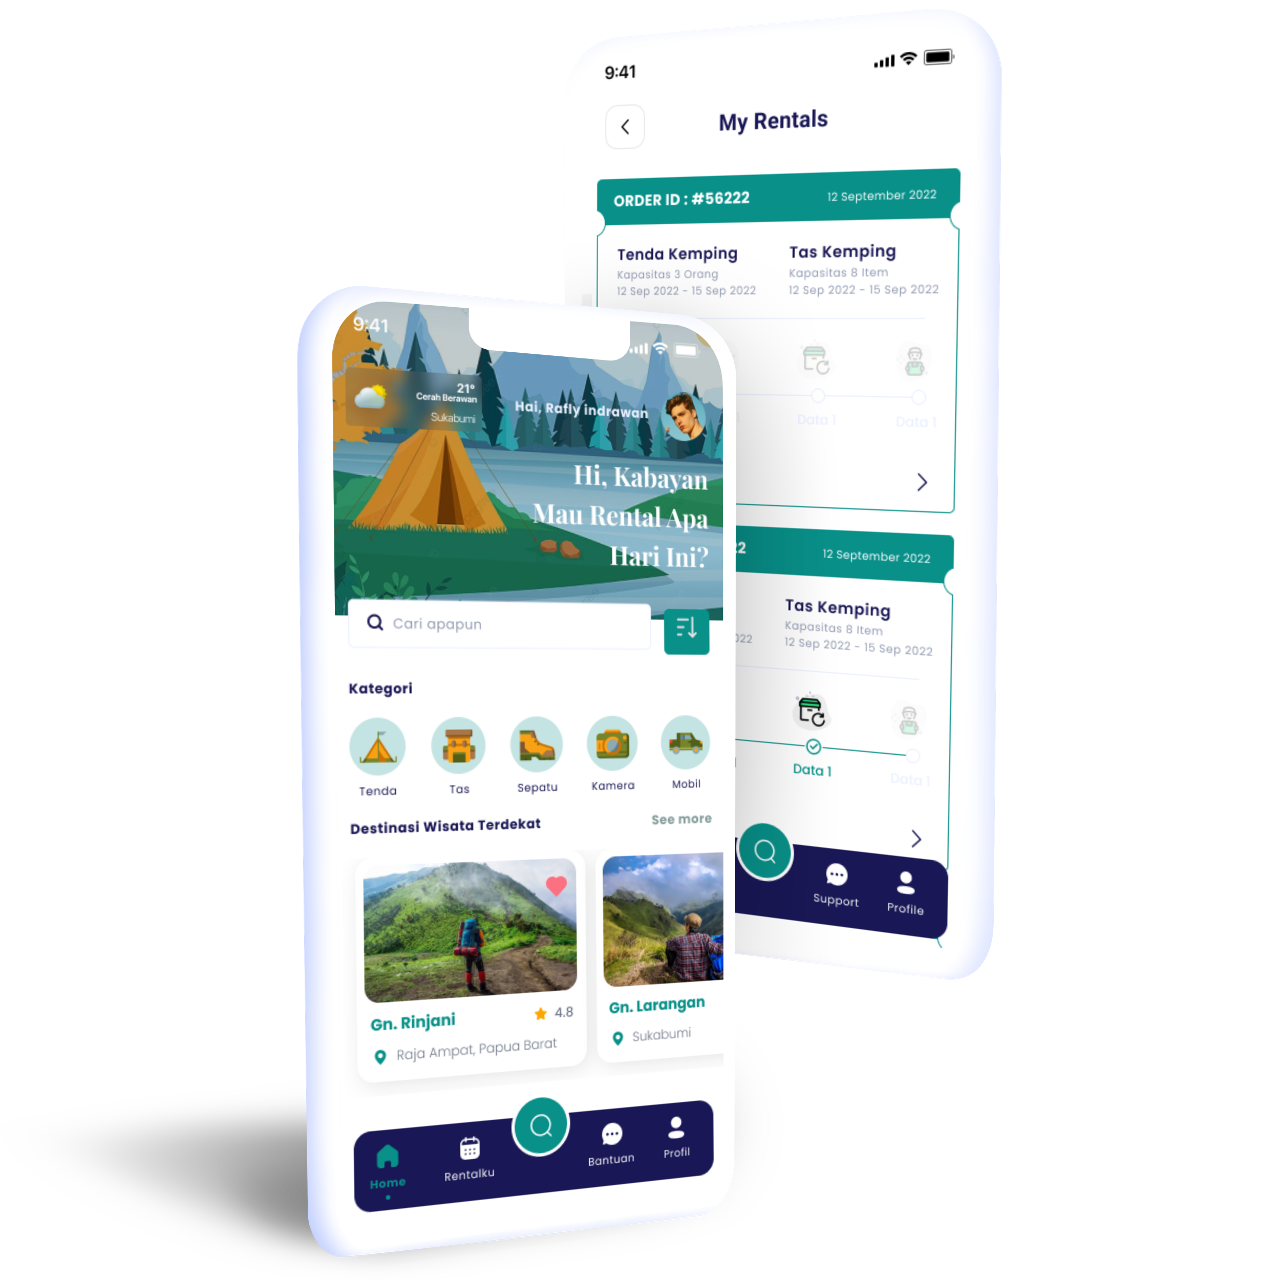 9:41
My Rentals
ORDER ID : #56222
12 September 2022
Tenda Kemping
Kapasitas 3 Orang
12 Sep 2022 - 15 Sep 2022
Tas Kemping
Kapasitas 8 Item
12 Sep 2022 - 15 Sep 2022
Data 1
Data 1
12 September 2022
Tas Kemping
Kapasitas 8 Item
12 Sep 2022 - 15 Sep 2022
Data 1
Data 1
Support
Profile
9:41
21°
Cerah Berawan
Sukabumi
Hai, Rafly indrawan
Hi, Kabayan
Mau Rental Apa
Hari Ini?
Cari apapun
Kategori
Tenda
Tas
Sepatu
Kamera
Mobil
Destinasi Wisata Terdekat
See more
Gn. Rinjani
4.8
Raja Ampat, Papua Barat
Gn. Larangan
Sukabumi
Home
Rentalku
Bantuan
Profil